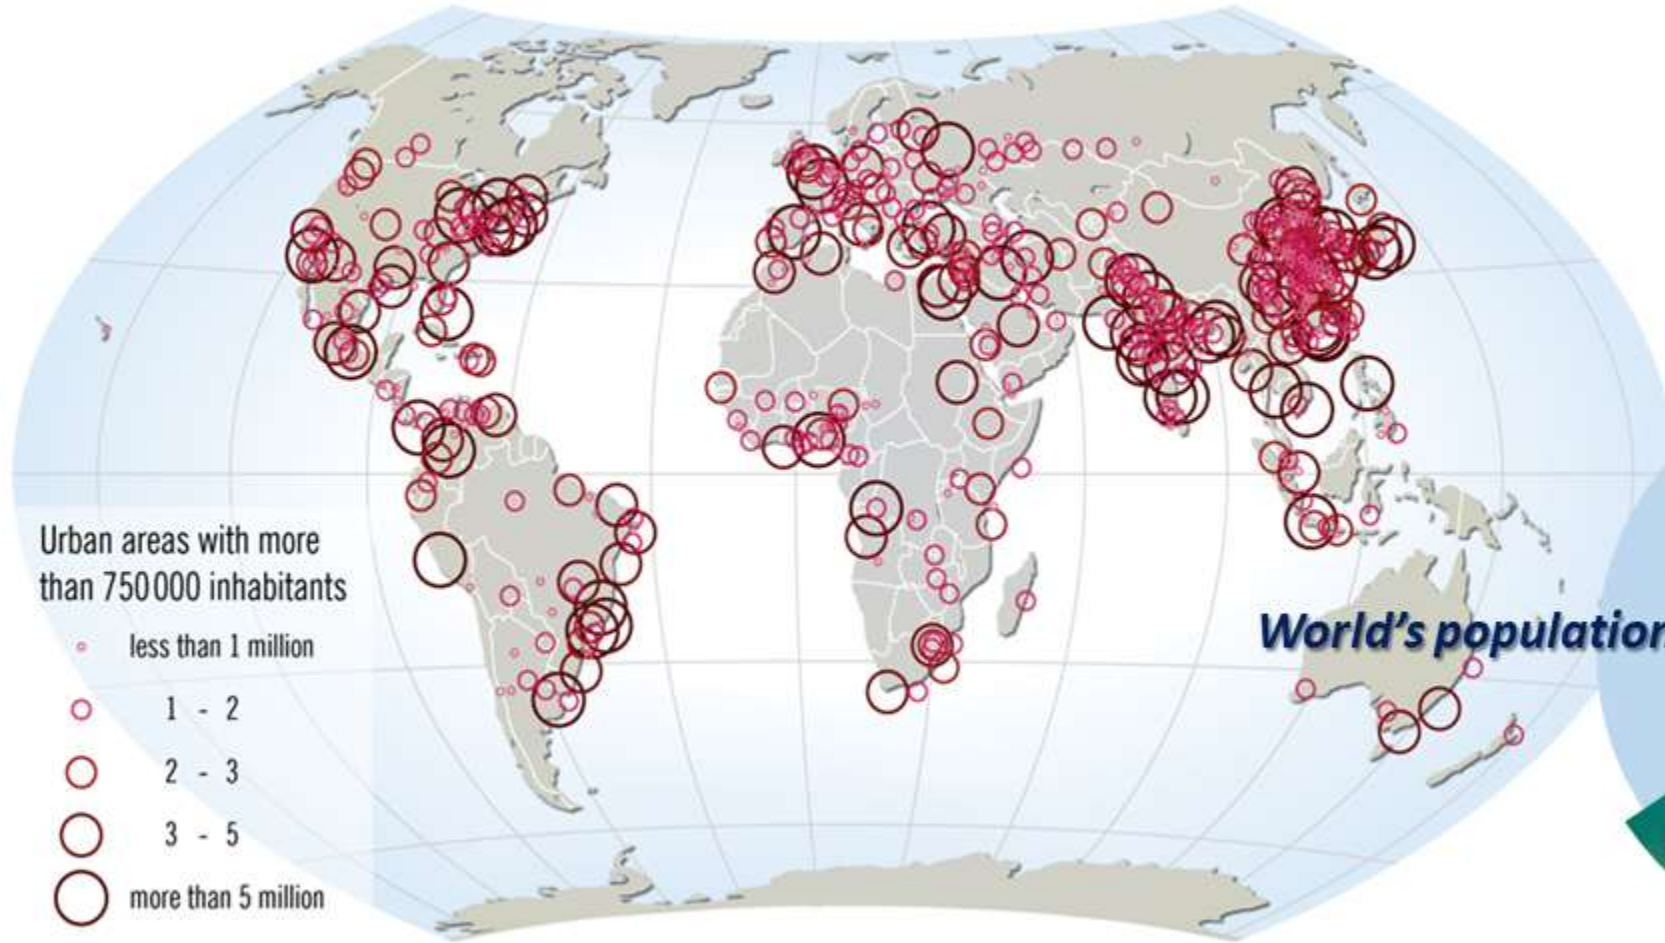 Urban areas with more
than 750 000 inhabitants
less than 1 million
1 - 2
2 - 3
3 - 5
more than 5 million
World's population